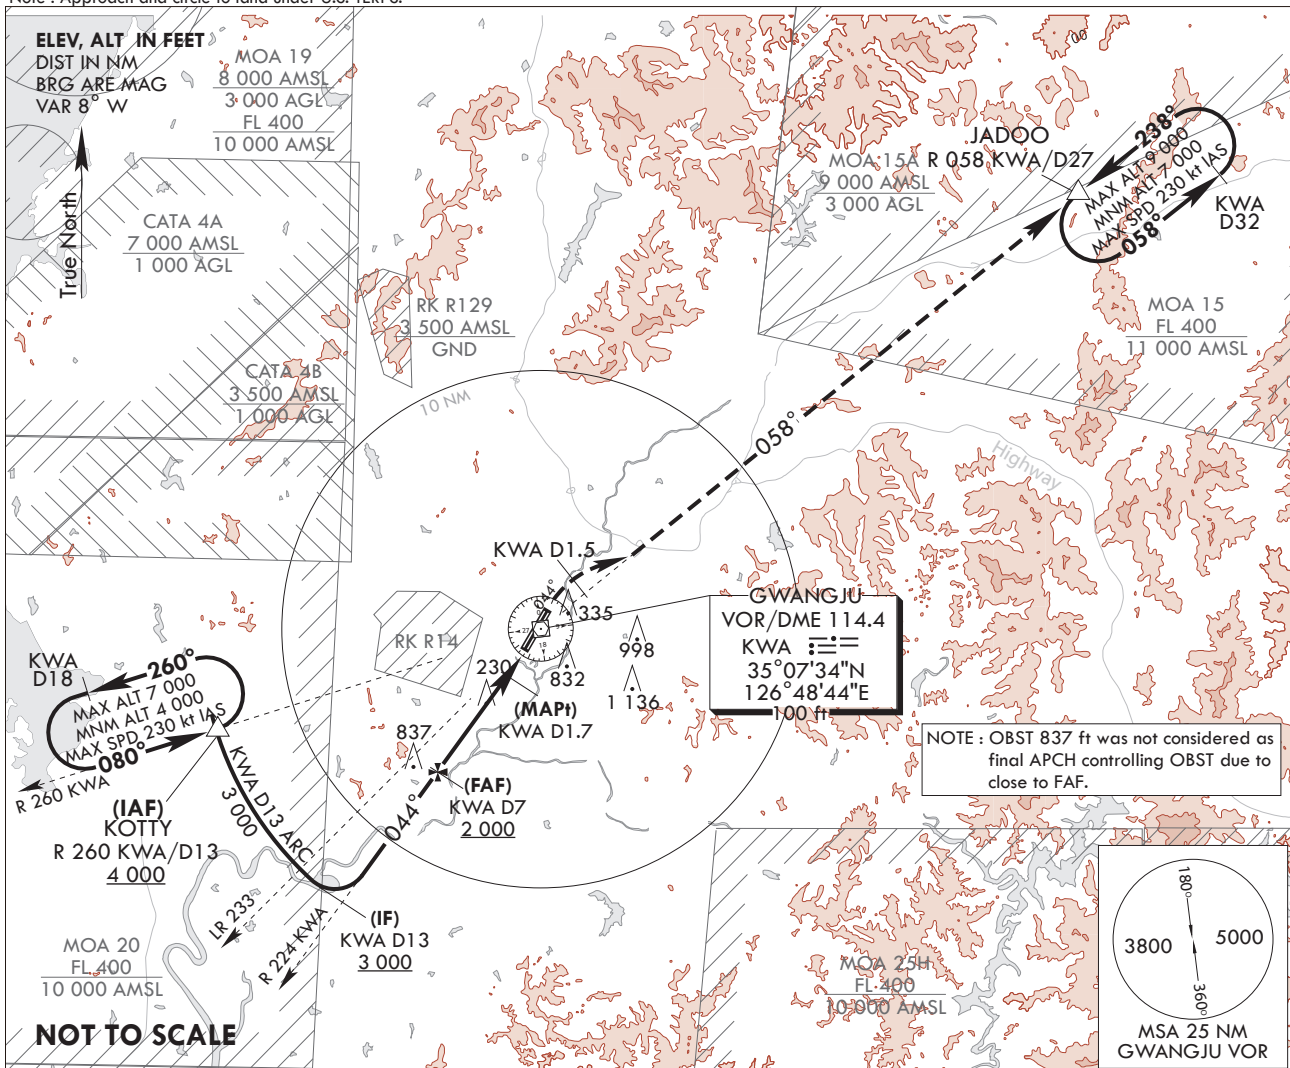 Note : Approach and circle to land under U.S. TERPS.
ELEV, ALT IN FEET
DIST IN NM
BRG ARE MAG
VAR 8° W
True North
MOA 19
8 000 AMSL
3 000 AGL
FL 400
10 000 AMSL
CATA 4A
7 000 AMSL
1 000 AGL
RK R129
3 500 AMSL
GND
CATA 4B
3 500 AMSL
1 000 AGL
10 NM
MOA 15A
9 000 AMSL
3 000 AGL
JADOO
R 058 KWA/D27
238°
MAX ALT 9 000
MNM ALT 7 000
MAX SPD 230 kt IAS
058°
KWA
D32
MOA 15
FL 400
11 000 AMSL
058°
Highway
KWA D1.5
044°
27
18
335
998
832
1 136
230
837
RK R14
GWANGJU
VOR/DME 114.4
KWA
35°07'34"N
126°48'44"E
100 ft
(MAPt)
KWA D1.7
(FAF)
KWA D7
2 000
044°
KWA
D18
260°
MAX ALT 7 000
MNM ALT 4 000
MAX SPD 230 kt IAS
080°
R 260 KWA
(IAF)
KOTTY
R 260 KWA/D13
4 000
KWA D13 ARC
3 000
LR 233
R 224 KWA
(IF)
KWA D13
3 000
NOTE : OBST 837 ft was not considered as
final APCH controlling OBST due to
close to FAF.
MOA 20
FL 400
10 000 AMSL
MOA 25H
FL 400
10 000 AMSL
180°
3800
5000
360°
MSA 25 NM
GWANGJU VOR
NOT TO SCALE